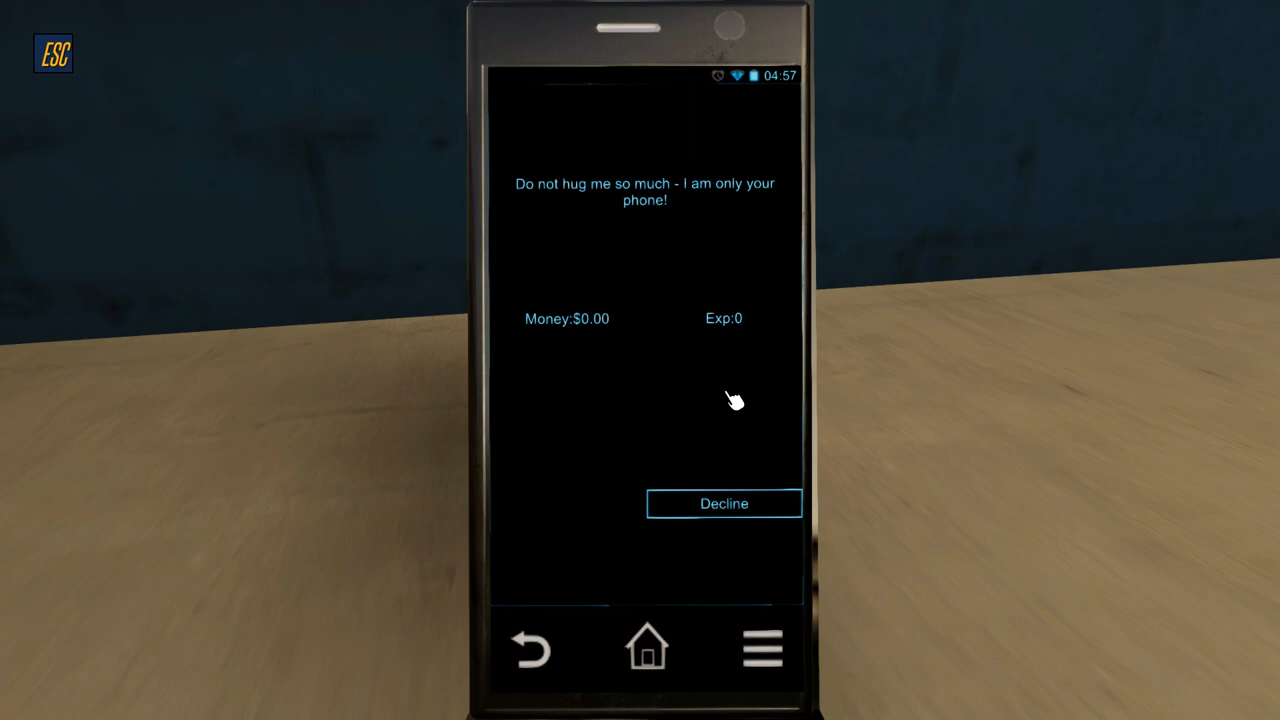 ESC
04:57
Do not hug me so much - I am only your
phone!
Money:$0.00 Exp:0
Decline